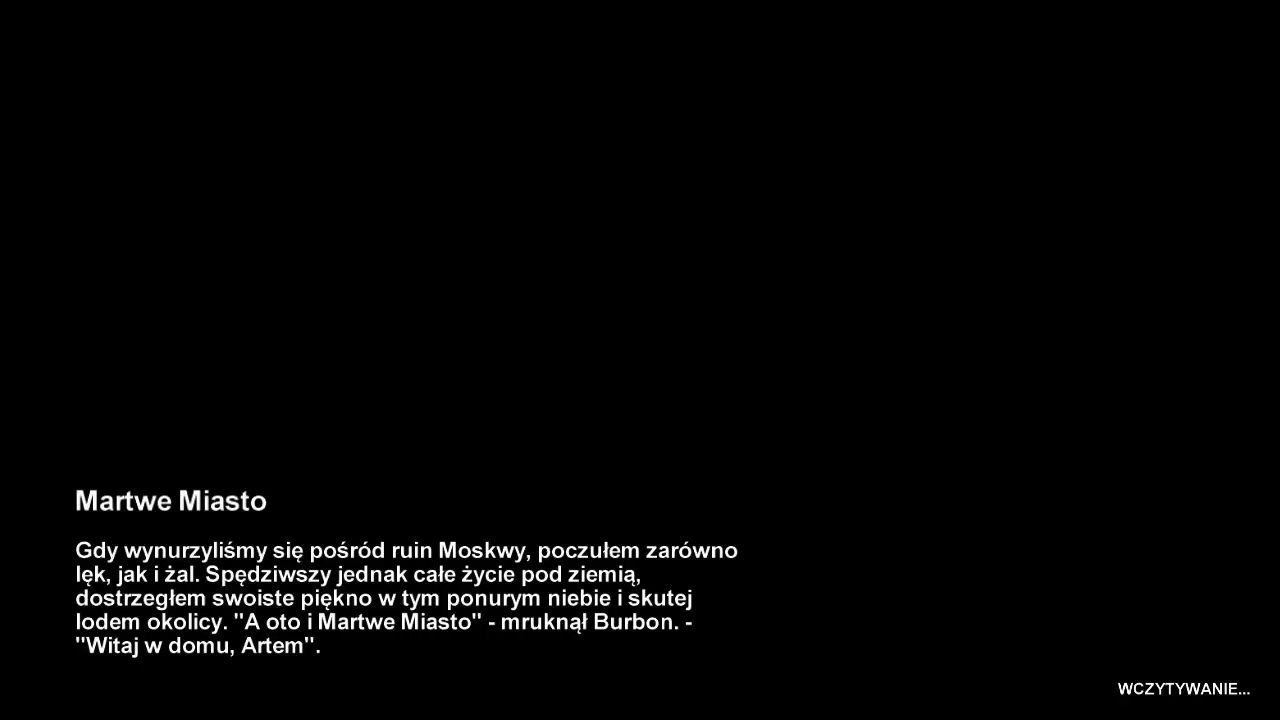 Martwe Miasto
Gdy wynurzyliśmy się pośród ruin Moskwy, poczułem zarówno
lęk, jak i żal. Spędziwszy jednak całe życie pod ziemią,
dostrzegłem swoiste piękno w tym ponurym niebie i skutej
lodem okolicy. "A oto i Martwe Miasto" - mruknął Burbon. -
"Witaj w domu, Artem".
WCZYTYWANIE...